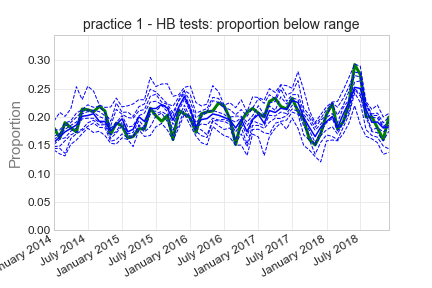 practice 1 - HB tests: proportion below range
Proportion
0.30
0.25
0.20
0.15
0.10
0.05
0.00
nuary 2014
July 2014
January 2015
July 2015
January 2016
July 2016
January 2017
July 2017
January 2018
July 2018